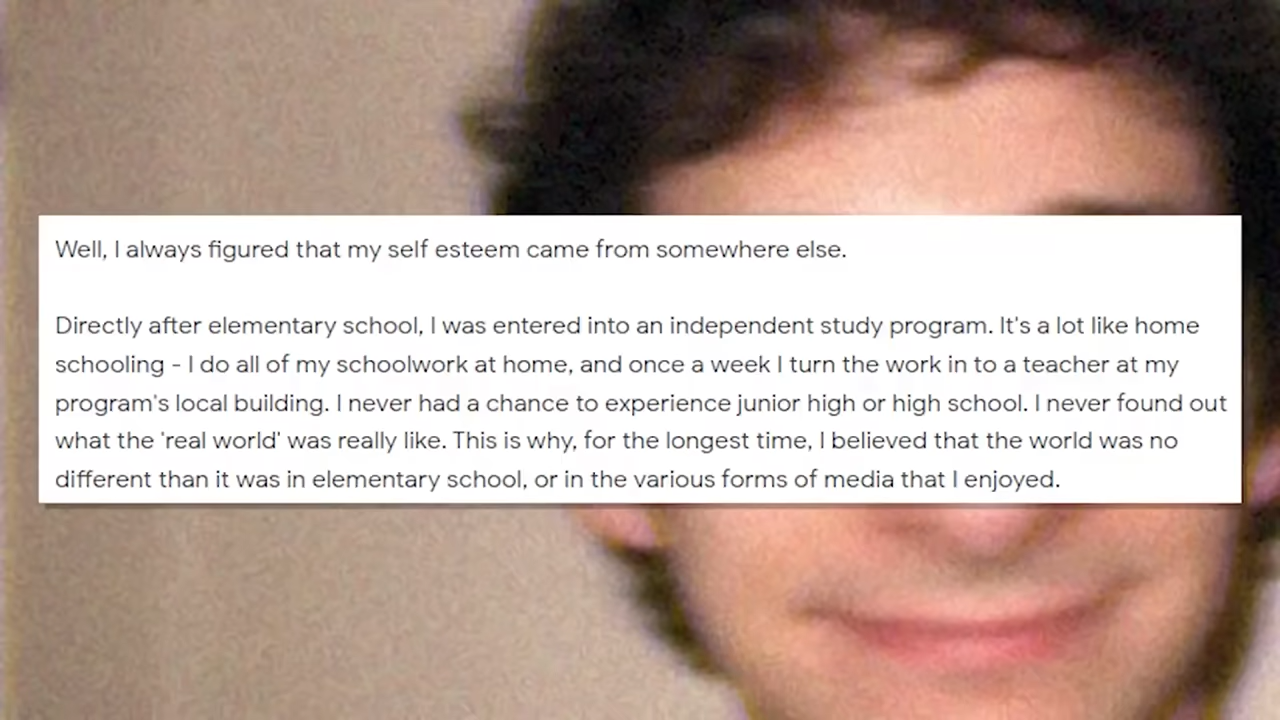 Well, I always figured that my self esteem came from somewhere else.
Directly after elementary school, I was entered into an independent study program. It's a lot like home
schooling - I do all of my schoolwork at home, and once a week I turn the work in to a teacher at my
program's local building. I never had a chance to experience junior high or high school. I never found out
what the 'real world' was really like. This is why, for the longest time, I believed that the world was no
different than it was in elementary school, or in the various forms of media that I enjoyed.